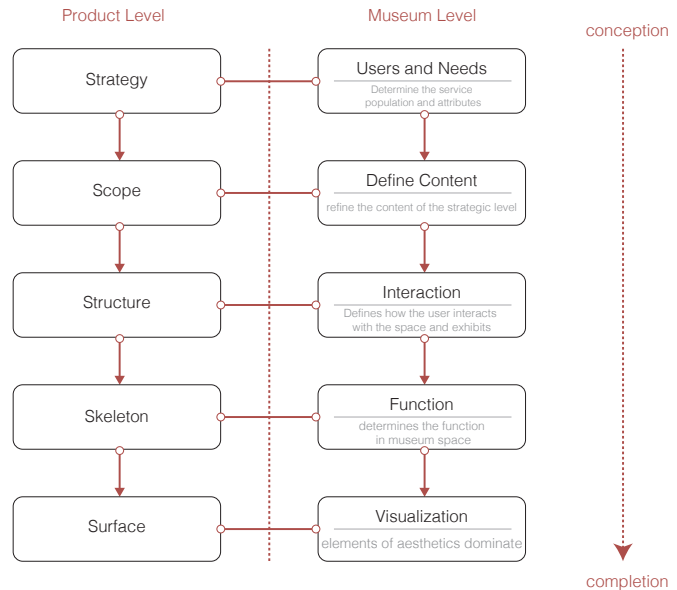 Product Level
Museum Level
conception
Strategy
Users and Needs
Determine the service
population and attributes
Scope
Define Content
refine the content of the strategic level
Structure
Interaction
Defines how the user interacts
with the space and exhibits
Skeleton
Function
determines the function
in museum space
Surface
Visualization
elements of aesthetics dominate
completion